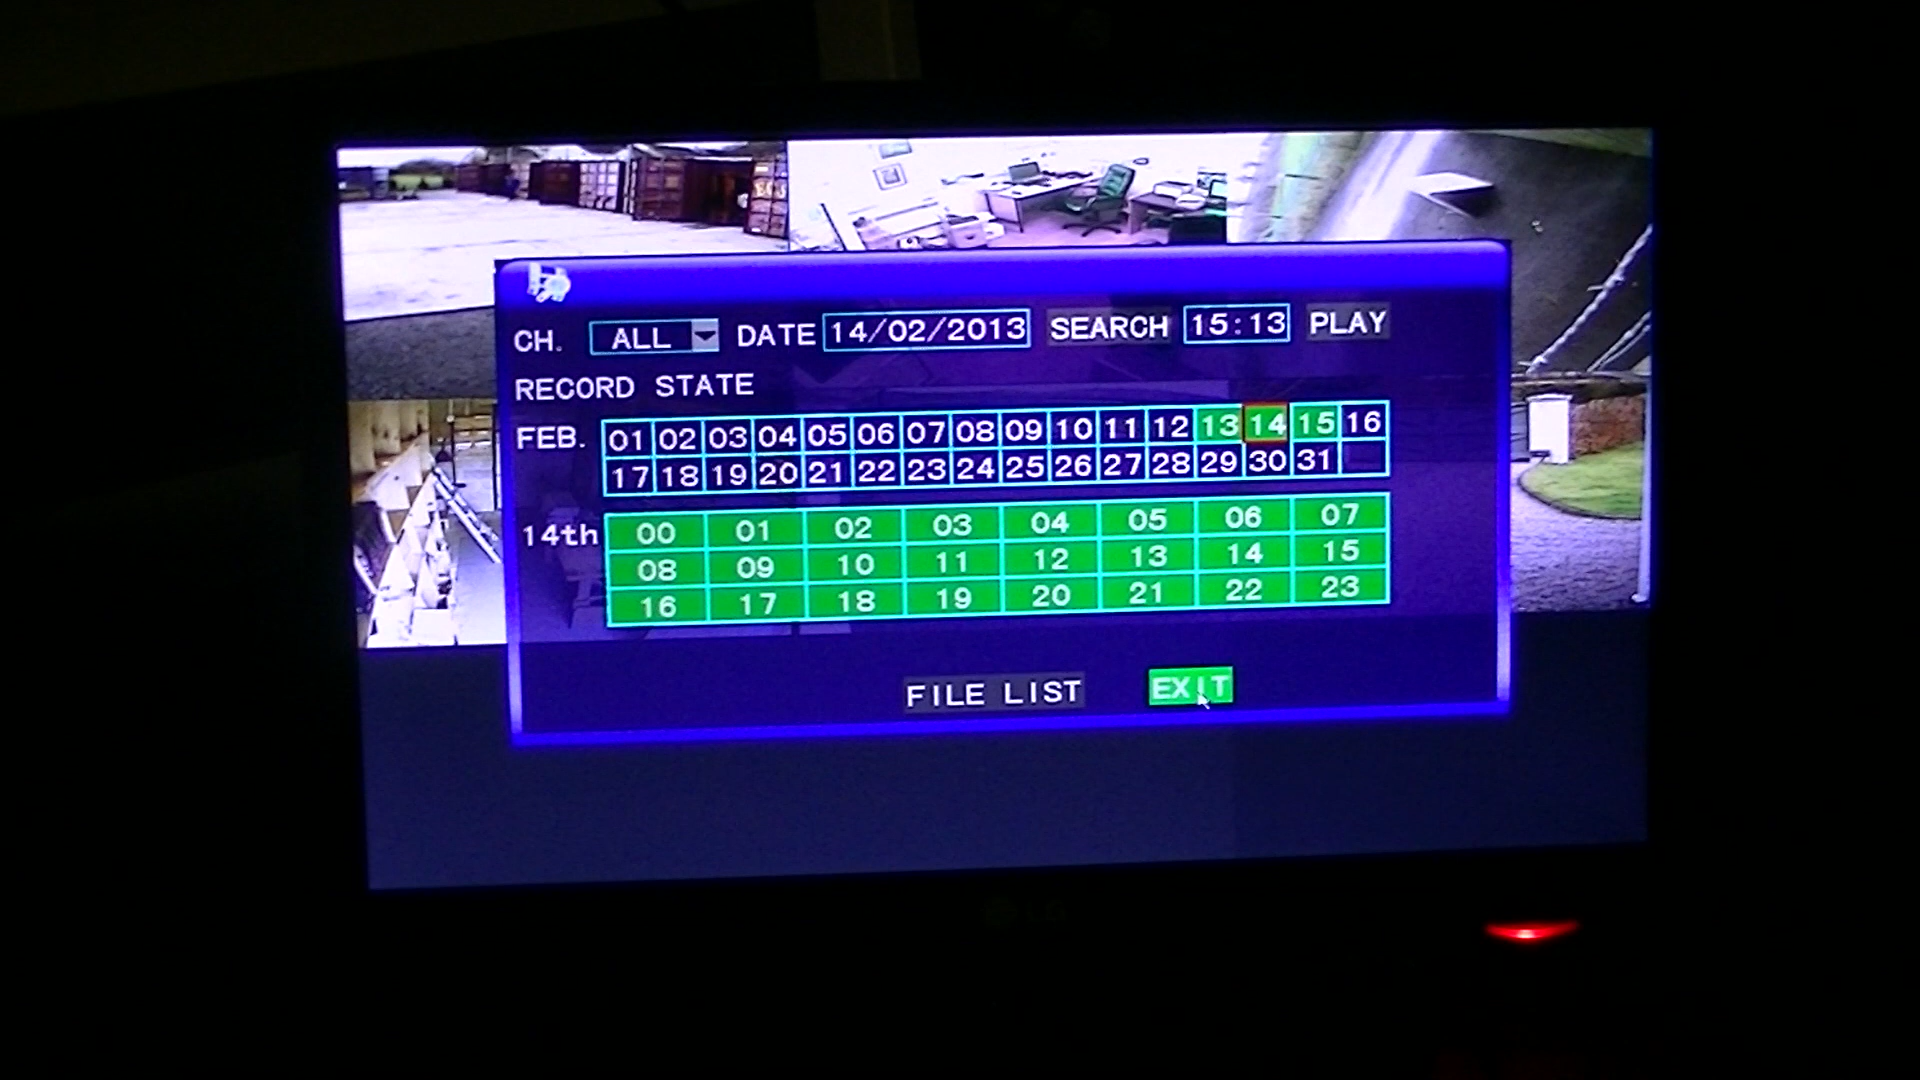 CH. ALL DATE 14/02/2013 SEARCH 15:13 PLAY
RECORD STATE
FEB. 01 02 03 04 05 06 07 08 09 10 11 12 13 14 15 16
17 18 19 20 21 22 23 24 25 26 27 28 29 30 31
14th 00 01 02 03 04 05 06 07
08 09 10 11 12 13 14 15
16 17 18 19 20 21 22 23
FILE LIST EXIT